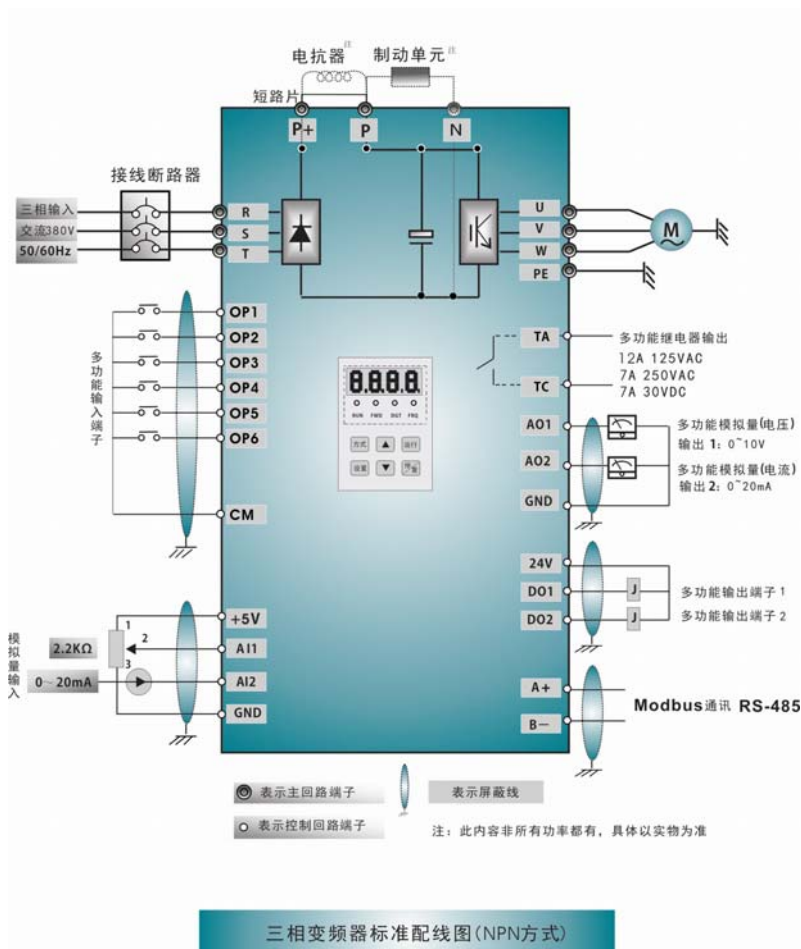 电抗器注
制动单元注
短路片
P+
P
N
接线断路器
三相输入
交流380V
50/60Hz
R
S
T
U
V
W
PE
M
OP1
OP2
OP3
OP4
OP5
OP6
CM
多功能输入端子
TA
TC
多功能继电器输出
12A 125VAC
7A 250VAC
7A 30VDC
8.8.8.8.
RUN FWD DGT FRQ
方式
运行
设置
AO1
AO2
GND
多功能模拟量(电压)
输出 1: 0~10V
多功能模拟量(电流)
输出 2: 0~20mA
24V
DO1
DO2
J
J
多功能输出端子 1
多功能输出端子 2
模拟量输入
1
2
3
2.2KΩ
0~20mA
+5V
AI1
AI2
GND
A+
B-
Modbus通讯 RS-485
表示主回路端子
表示屏蔽线
表示控制回路端子
注：此内容非所有功率都有，具体以实物为准
三相变频器标准配线图(NPN方式)